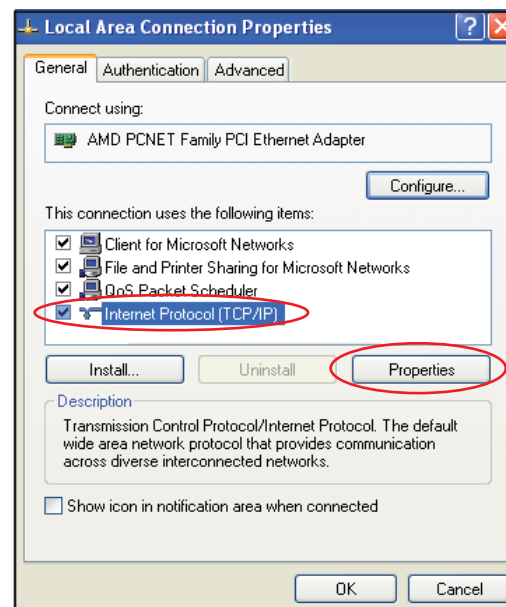 Local Area Connection Properties
General Authentication Advanced
Connect using:
AMD PCNET Family PCI Ethernet Adapter
Configure...
This connection uses the following items:
Client for Microsoft Networks
File and Printer Sharing for Microsoft Networks
QoS Packet Scheduler
Internet Protocol (TCP/IP)
Install... Uninstall Properties
Description
Transmission Control Protocol/Internet Protocol. The default
wide area network protocol that provides communication
across diverse interconnected networks.
Show icon in notification area when connected
OK Cancel